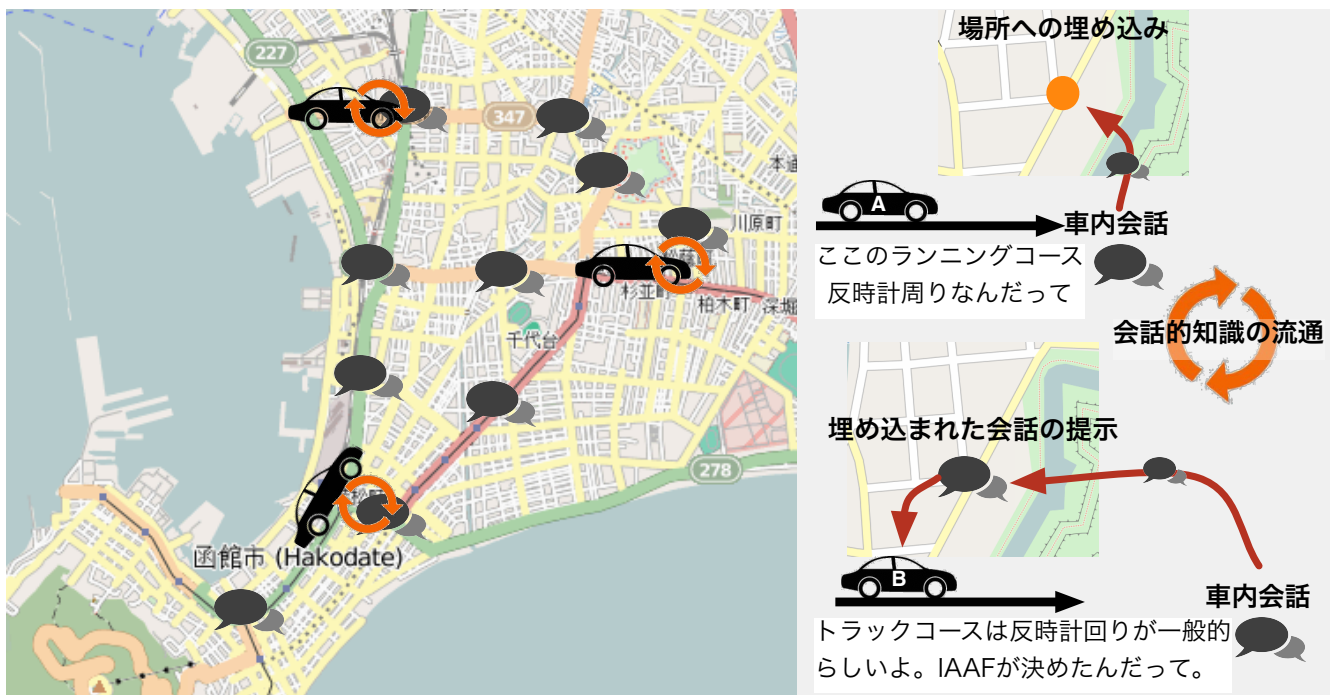 227
347
本通
川原町
杉並町
柏木町
深堀
千代台
松
278
函館市 (Hakodate)
場所への埋め込み
A
車内会話
ここのランニングコース
反時計周りなんだって
会話的知識の流通
埋め込まれた会話の提示
B
車内会話
トラックコースは反時計回りが一般的
らしいよ。IAAFが決めたんだって。